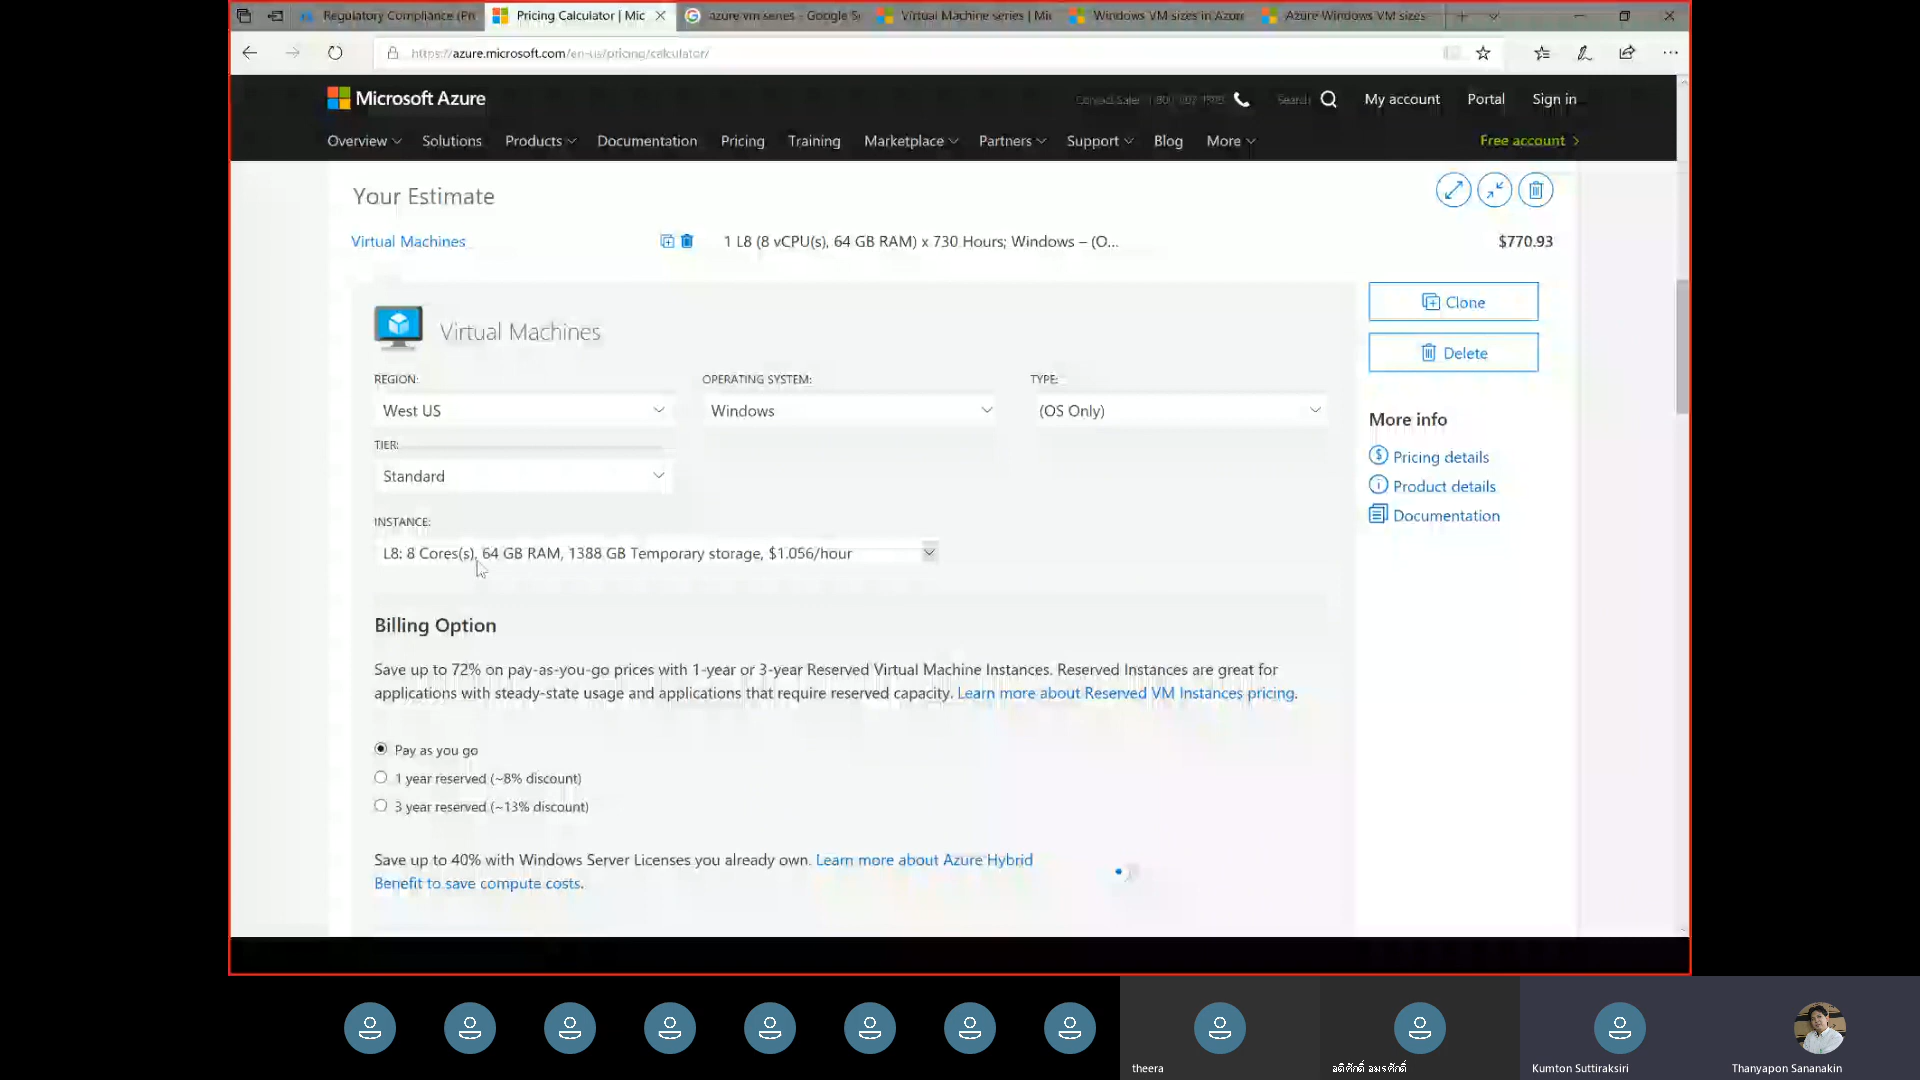 Regulatory Compliance (Pri
Pricing Calculator | Mic
azure vm series - Google S
Virtual Machine series | Mi
Windows VM sizes in Azure
Azure Windows VM sizes
https://azure.microsoft.com/en-us/pricing/calculator/
Microsoft Azure
Search
My account
Portal
Sign in
Overview
Solutions
Products
Documentation
Pricing
Training
Marketplace
Partners
Support
Blog
More
Free account
Your Estimate
Virtual Machines
1 L8 (8 vCPU(s), 64 GB RAM) x 730 Hours; Windows – (O...
$770.93
Clone
Delete
Virtual Machines
REGION:
OPERATING SYSTEM:
TYPE:
West US
Windows
(OS Only)
TIER:
Standard
INSTANCE:
L8: 8 Cores(s), 64 GB RAM, 1388 GB Temporary storage, $1.056/hour
More info
Pricing details
Product details
Documentation
Billing Option
Save up to 72% on pay-as-you-go prices with 1-year or 3-year Reserved Virtual Machine Instances. Reserved Instances are great for
applications with steady-state usage and applications that require reserved capacity. Learn more about Reserved VM Instances pricing.
Pay as you go
1 year reserved (~8% discount)
3 year reserved (~13% discount)
Save up to 40% with Windows Server Licenses you already own. Learn more about Azure Hybrid
Benefit to save compute costs.
theera
อดิศักดิ์ อมรศักดิ์
Kumton Suttiraksiri
Thanyapon Sananakin